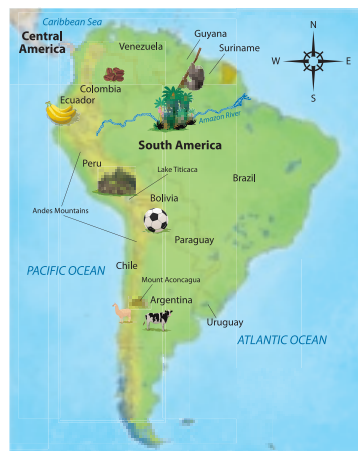 Caribbean Sea
Central
America
Venezuela
Guyana
Suriname
N
W
E
S
Colombia
Ecuador
Amazon River
South America
Peru
Lake Titicaca
Brazil
Bolivia
Andes Mountains
Paraguay
Chile
PACIFIC OCEAN
Mount Aconcagua
Argentina
Uruguay
ATLANTIC OCEAN